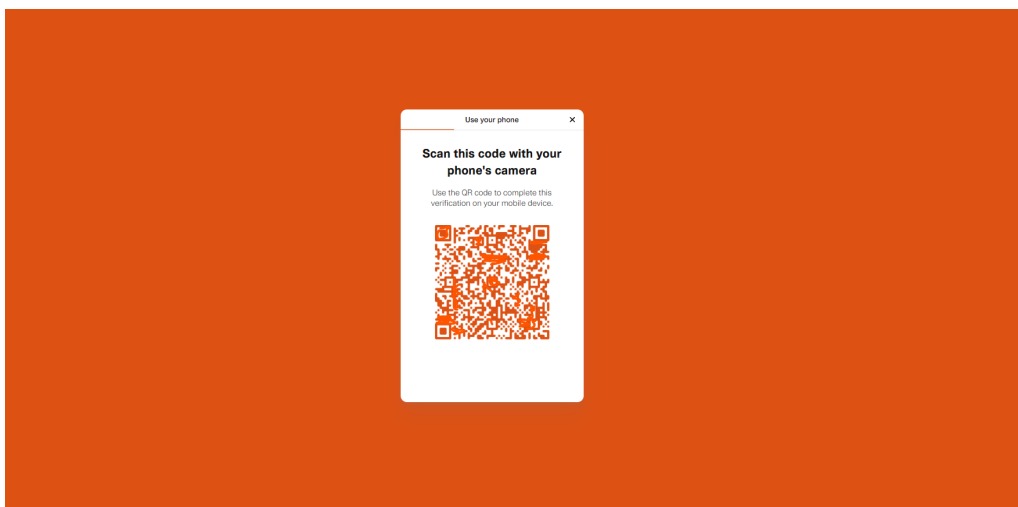 Use your phone
Scan this code with your
phone's camera
Use the QR code to complete this
verification on your mobile device.